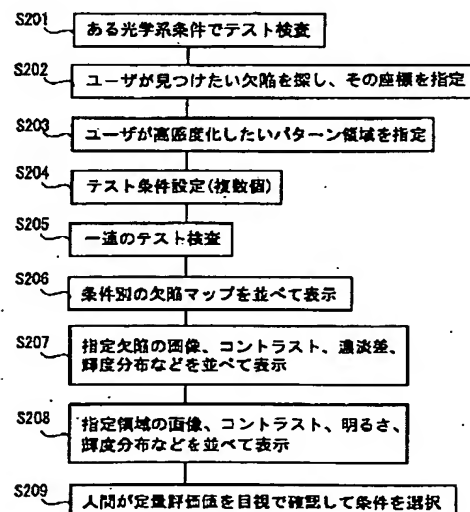 S201
ある光学系条件でテスト検査
S202
ユーザが見つけたい欠陥を探し、その座標を指定
S203
ユーザが高感度化したいパターン領域を指定
S204
テスト条件設定(複数個)
S205
一連のテスト検査
S206
条件別の欠陥マップを並べて表示
S207
指定欠陥の画像、コントラスト、濃淡差、
輝度分布などを並べて表示
S208
指定領域の画像、コントラスト、明るさ、
輝度分布などを並べて表示
S209
人間が定量評価値を目視で確認して条件を選択